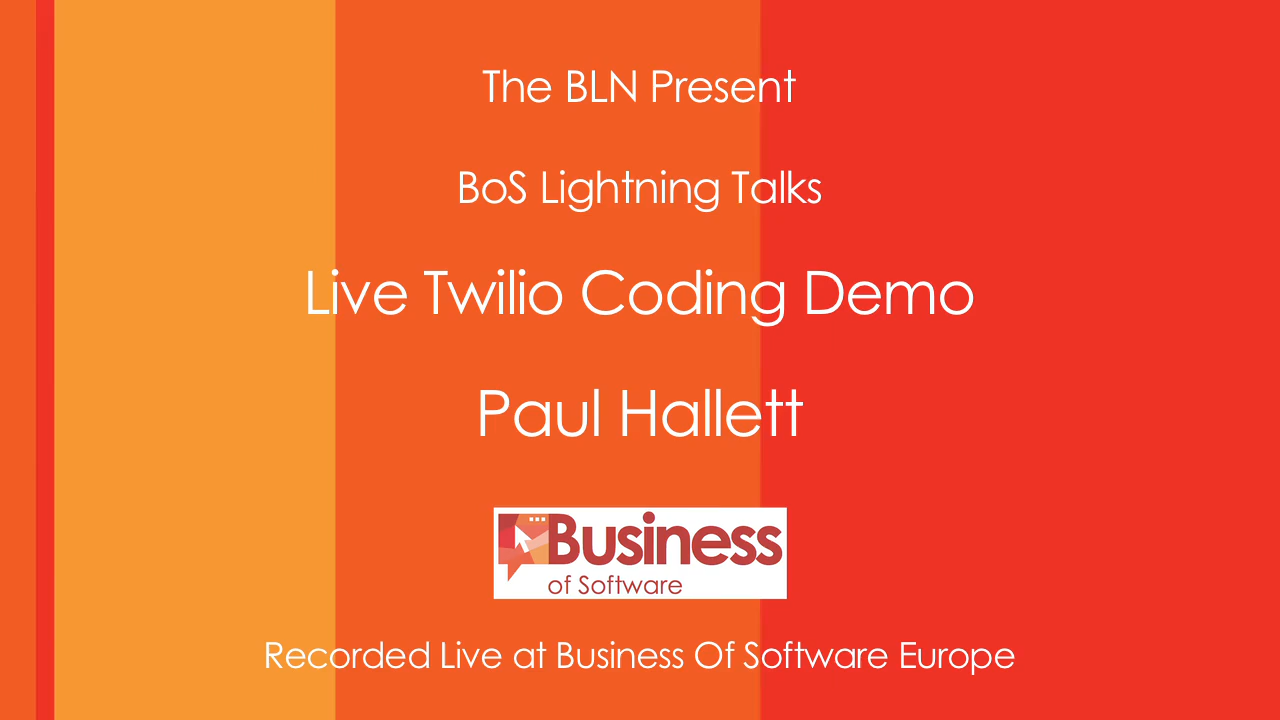 The BLN Present
BoS Lightning Talks
Live Twilio Coding Demo
Paul Hallett
Business
of Software
Recorded Live at Business Of Software Europe